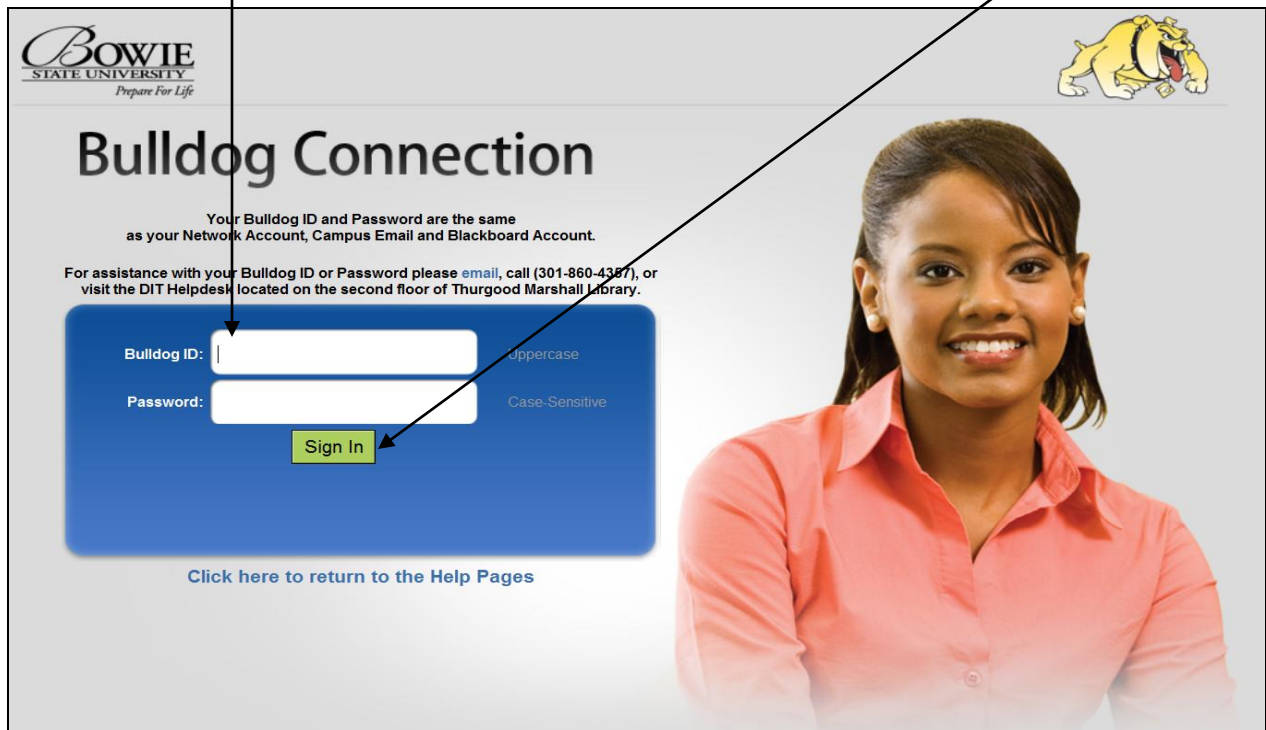 BOWIE
STATE UNIVERSITY
Prepare For Life
Bulldog Connection
Your Bulldog ID and Password are the same
as your Network Account, Campus Email and Blackboard Account.
For assistance with your Bulldog ID or Password please email, call (301-860-4357), or
visit the DIT Helpdesk located on the second floor of Thurgood Marshall Library.
Bulldog ID: Uppercase
Password: Case-Sensitive
Sign In
Click here to return to the Help Pages